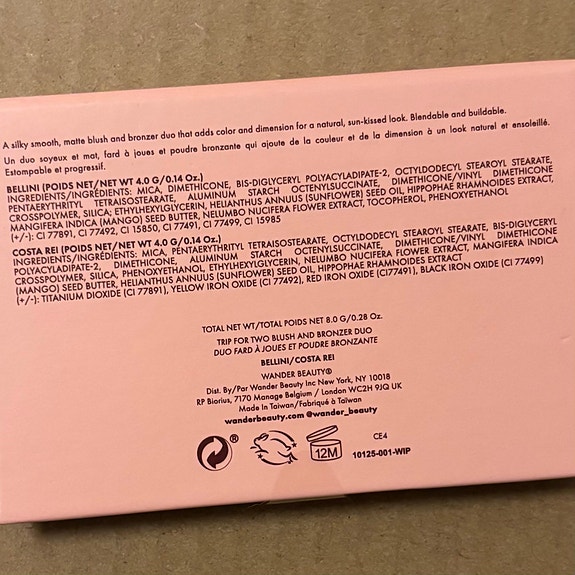 A silky smooth, matte blush and bronzer duo that adds color and dimension for a natural, sun-kissed look. Blendable and buildable.
Un duo soyeux et mat, fard à joues et poudre bronzante qui ajoute de la couleur et de la dimension à un look naturel et ensoleillé.
Estompable et progressif.
BELLINI (POIDS NET/NET WT 4.0 G/0.14 Oz.)
INGREDIENTS/INGRÉDIENTS: MICA, DIMETHICONE, BIS-DIGLYCERYL POLYACYLADIPATE-2, OCTYLDODECYL STEAROYL STEARATE,
PENTAERYTHRITYL TETRAISOSTEARATE, ALUMINUM STARCH OCTENYLSUCCINATE, DIMETHICONE/VINYL DIMETHICONE
CROSSPOLYMER, SILICA; ETHYLHEXYLGLYCERIN, HELIANTHUS ANNUUS (SUNFLOWER) SEED OIL, HIPPOPHAE RHAMNOIDES EXTRACT,
MANGIFERA INDICA (MANGO) SEED BUTTER, NELUMBO NUCIFERA FLOWER EXTRACT, TOCOPHEROL, PHENOXYETHANOL
(+/-): CI 77891, CI 77492, CI 15850, CI 77491, CI 77499, CI 15985
COSTA REI (POIDS NET/NET WT 4.0 G/0.14 Oz.)
INGREDIENTS/INGRÉDIENTS: MICA, PENTAERYTHRITYL TETRAISOSTEARATE, OCTYLDODECYL STEAROYL STEARATE, BIS-DIGLYCERYL
POLYACYLADIPATE-2, DIMETHICONE, ALUMINUM STARCH OCTENYLSUCCINATE, DIMETHICONE/VINYL DIMETHICONE
CROSSPOLYMER, SILICA, PHENOXYETHANOL, ETHYLHEXYLGLYCERIN, NELUMBO NUCIFERA FLOWER EXTRACT, MANGIFERA INDICA
(MANGO) SEED BUTTER, HELIANTHUS ANNUUS (SUNFLOWER) SEED OIL, HIPPOPHAE RHAMNOIDES EXTRACT
(+/-): TITANIUM DIOXIDE (CI 77891), YELLOW IRON OXIDE (CI 77492), RED IRON OXIDE (CI77491), BLACK IRON OXIDE (CI 77499)
TOTAL NET WT/TOTAL POIDS NET 8.0 G/0.28 Oz.
TRIP FOR TWO BLUSH AND BRONZER DUO
DUO FARD À JOUES ET POUDRE BRONZANTE
BELLINI/COSTA REI
WANDER BEAUTY®
Dist. By/Par Wander Beauty Inc New York, NY 10018
RP Biorius, 7170 Manage Belgium / London WC2H 9JQ UK
Made In Taiwan/Fabriqué à Taïwan
wanderbeauty.com @wander_beauty
® 12M CE4
10125-001-WIP